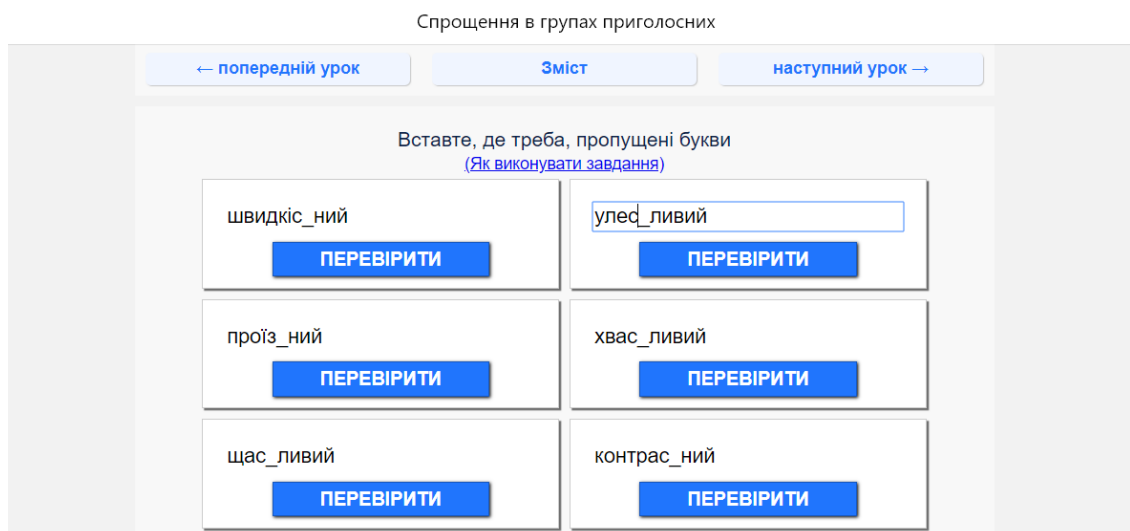 Спрощення в групах приголосних
← попередній урок Зміст наступний урок →
Вставте, де треба, пропущені букви
(Як виконувати завдання)
швидкіс_ний улес_ливий
ПЕРЕВІРИТИ ПЕРЕВІРИТИ
проїз_ний хвас_ливий
ПЕРЕВІРИТИ ПЕРЕВІРИТИ
щас_ливий контрас_ний
ПЕРЕВІРИТИ ПЕРЕВІРИТИ